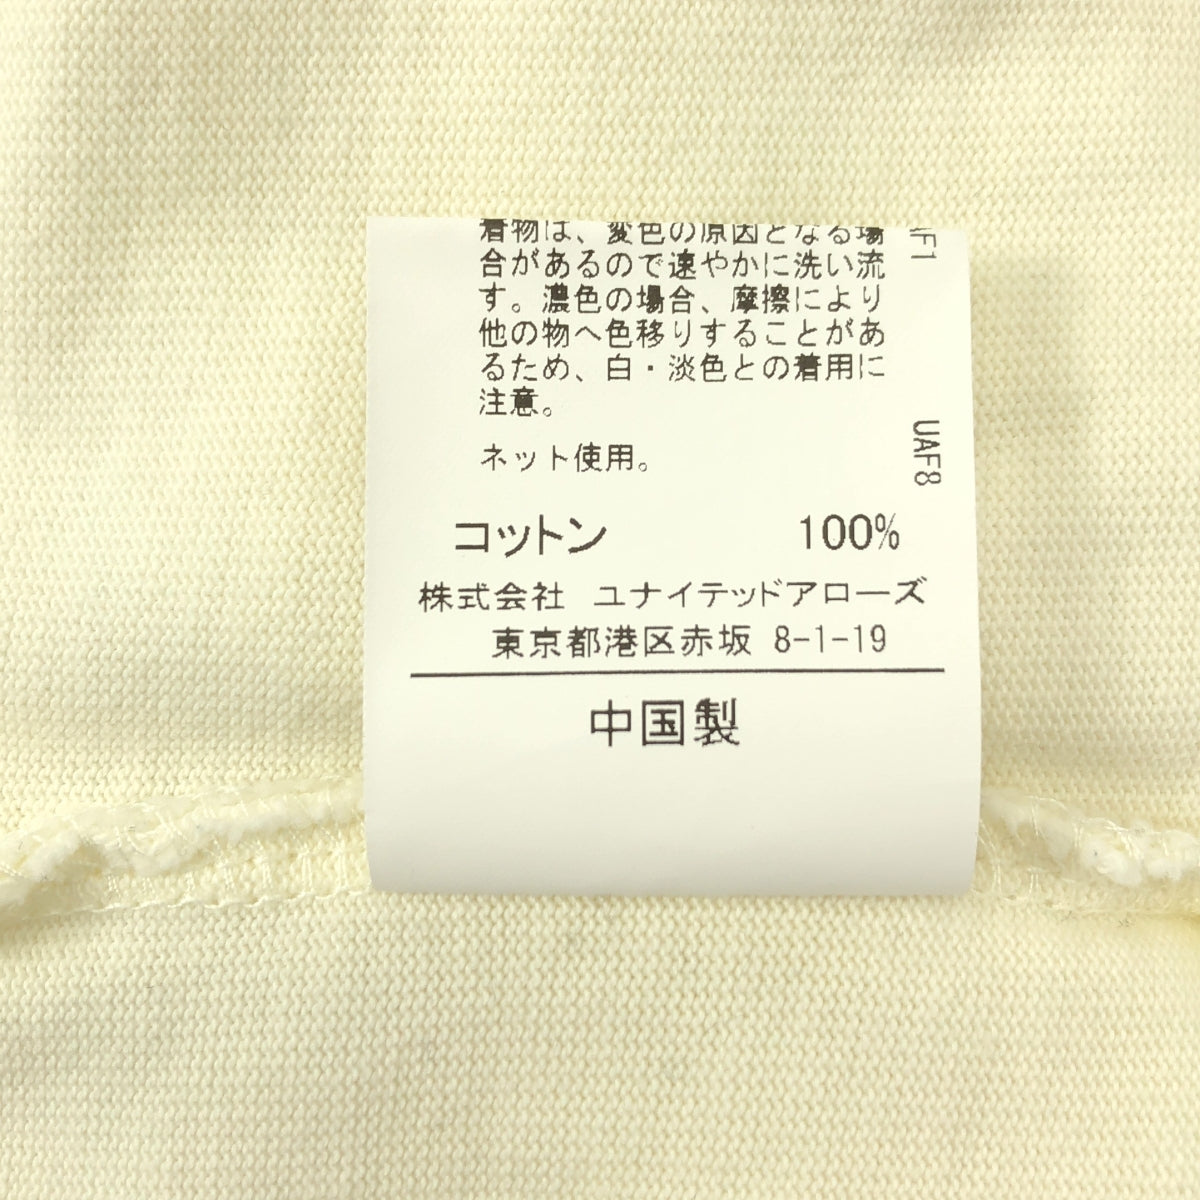 着物は、変色の原因となる場
合があるので速やかに洗い流
す。濃色の場合、摩擦により
他の物へ色移りすることがあ
るため、白・淡色との着用に
注意。
ネット使用。
コットン 100%
株式会社 ユナイテッドアローズ
東京都港区赤坂 8-1-19
中国製
UAF8